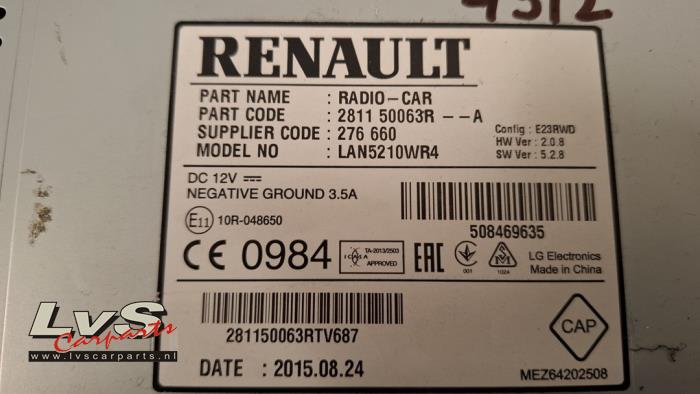 4312
RENAULT
PART NAME : RADIO-CAR
PART CODE : 2811 50063R --A
SUPPLIER CODE : 276 660
MODEL NO : LAN5210WR4
Config : E23RWD
HW Ver : 2.0.8
SW Ver : 5.2.8
DC 12V
NEGATIVE GROUND 3.5A
E11 10R-048650
508469635
CE 0984
ICASA
TA-2013/2503
APPROVED
EAC
001
1024
LG Electronics
Made in China
281150063RTV687
CAP
DATE : 2015.08.24
MEZ64202508
LvS
Carparts
www.lvscarparts.nl